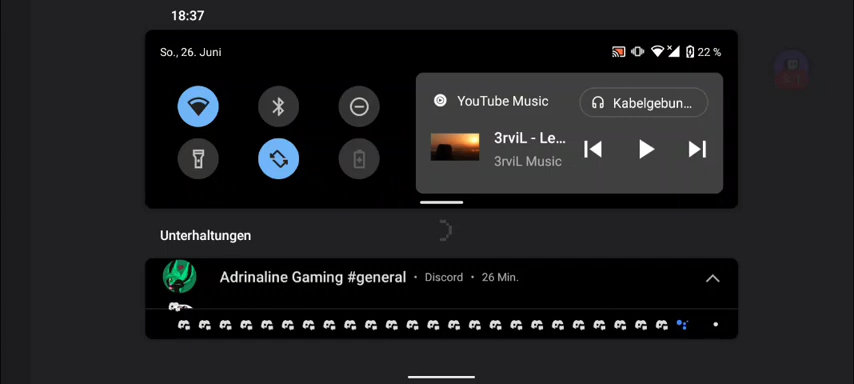 18:37
So., 26. Juni
22 %
YouTube Music
Kabelgebun...
3rviL - Le...
3rviL Music
Unterhaltungen
Adrinaline Gaming #general • Discord • 26 Min.